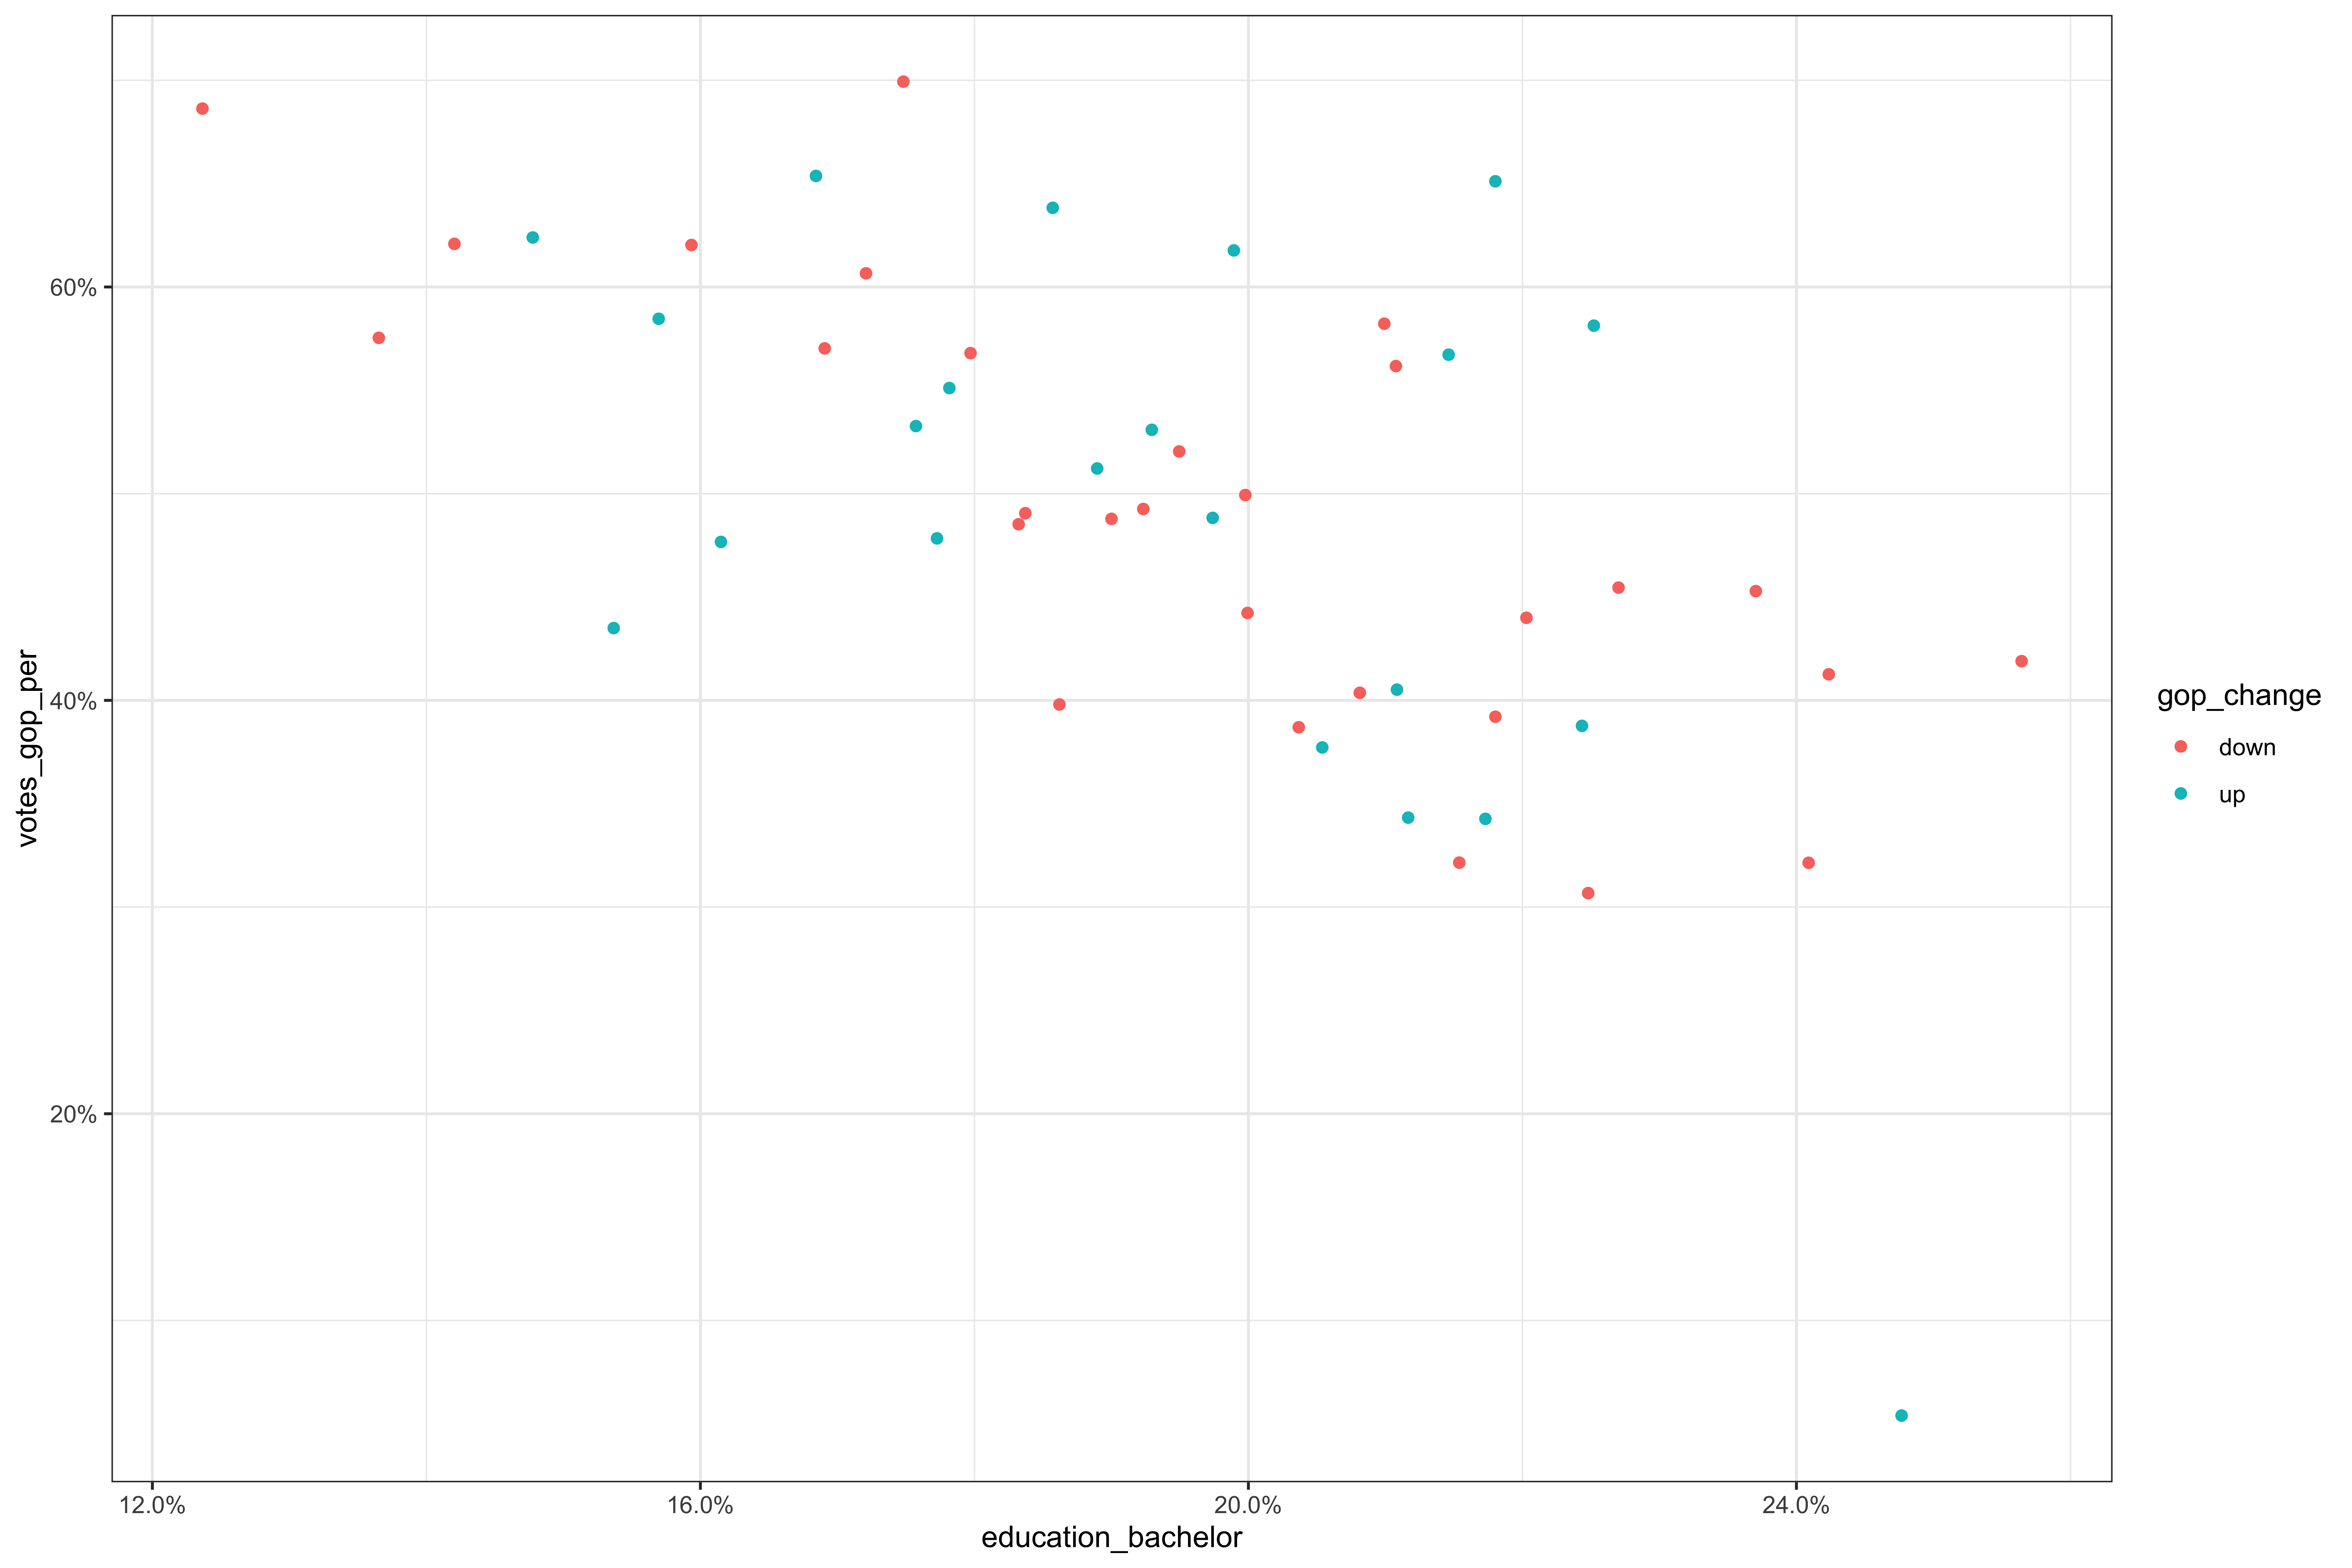 60%
40%
20%
votes_gop_per
12.0%
16.0%
20.0%
24.0%
education_bachelor
gop_change
down
up